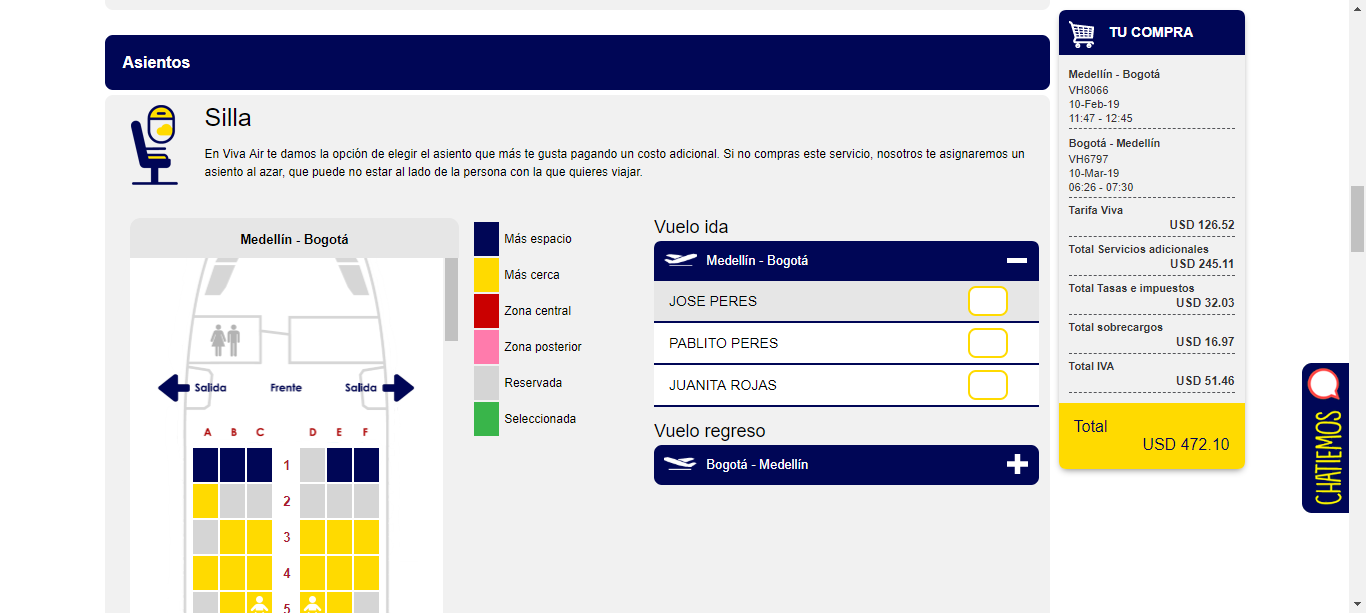 Asientos
Silla
En Viva Air te damos la opción de elegir el asiento que más te gusta pagando un costo adicional. Si no compras este servicio, nosotros te asignaremos un
asiento al azar, que puede no estar al lado de la persona con la que quieres viajar.
Medellín - Bogotá
Salida
Frente
Salida
A B C D E F
1
2
3
4
5
Más espacio
Más cerca
Zona central
Zona posterior
Reservada
Seleccionada
Vuelo ida
Medellín - Bogotá
JOSE PERES
PABLITO PERES
JUANITA ROJAS
Vuelo regreso
Bogotá - Medellín
TU COMPRA
Medellín - Bogotá
VH8066
10-Feb-19
11:47 - 12:45
Bogotá - Medellín
VH6797
10-Mar-19
06:26 - 07:30
Tarifa Viva
USD 126.52
Total Servicios adicionales
USD 245.11
Total Tasas e impuestos
USD 32.03
Total sobrecargos
USD 16.97
Total IVA
USD 51.46
Total
USD 472.10
CHATIEMOS